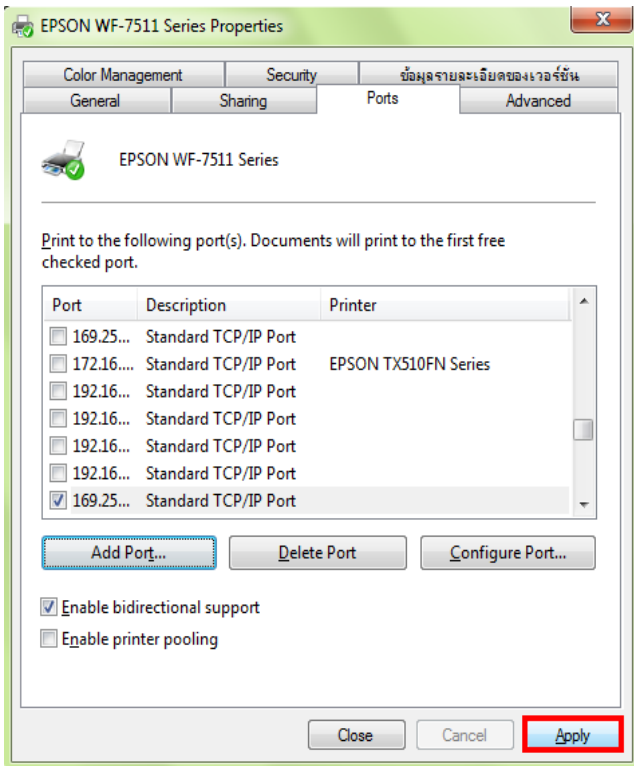 EPSON WF-7511 Series Properties
Color Management Security ข้อมูลรายละเอียดของเวอร์ชั่น
General Sharing Ports Advanced
EPSON WF-7511 Series
Print to the following port(s). Documents will print to the first free
checked port.
Port Description Printer
169.25... Standard TCP/IP Port
172.16.... Standard TCP/IP Port EPSON TX510FN Series
192.16... Standard TCP/IP Port
192.16... Standard TCP/IP Port
192.16... Standard TCP/IP Port
192.16... Standard TCP/IP Port
169.25... Standard TCP/IP Port
Add Port... Delete Port Configure Port...
Enable bidirectional support
Enable printer pooling
Close Cancel Apply